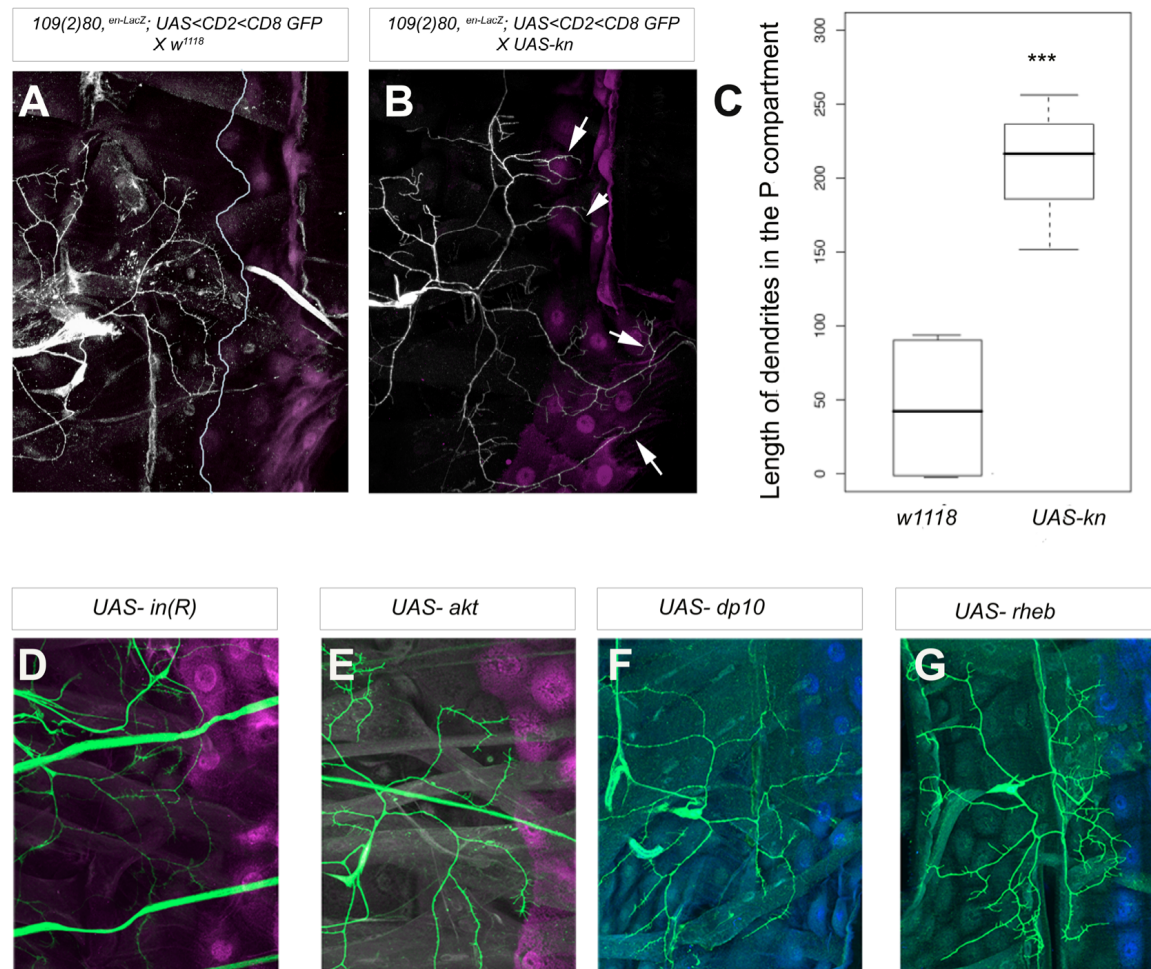 109(2)80, en-LacZ; UAS<CD2<CD8 GFP
X w1118
109(2)80, en-LacZ; UAS<CD2<CD8 GFP
X UAS-kn
A
B
C
Length of dendrites in the P compartment
300
250
200
150
100
50
0
***
w1118
UAS-kn
UAS- in(R)
UAS- akt
UAS- dp10
UAS- rheb
D
E
F
G